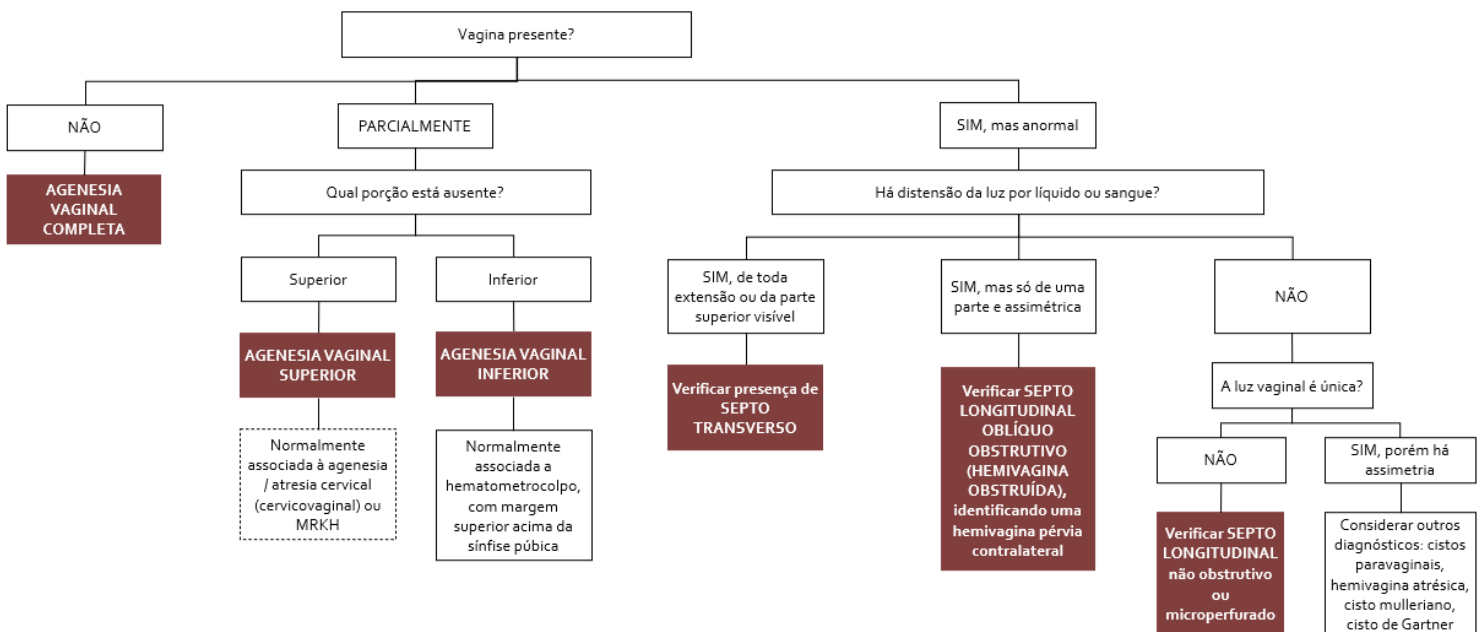 Vagina presente?
NÃO
PARCIALMENTE
SIM, mas anormal
AGENESIA
VAGINAL
COMPLETA
Qual porção está ausente?
Há distensão da luz por líquido ou sangue?
Superior
Inferior
SIM, de toda
extensão ou da parte
superior visível
SIM, mas só de uma
parte e assimétrica
NÃO
AGENESIA VAGINAL
SUPERIOR
AGENESIA VAGINAL
INFERIOR
Verificar presença de
SEPTO
TRANSVERSO
Verificar SEPTO
LONGITUDINAL
OBLÍQUO
OBSTRUTIVO
(HEMIVAGINA
OBSTRUÍDA),
identificando uma
hemivagina pérvia
contralateral
A luz vaginal é única?
Normalmente
associada à agenesia
/ atresia cervical
(cervicovaginal) ou
MRKH
Normalmente
associada a
hematometrocolpo,
com margem
superior acima da
sínfise púbica
NÃO
SIM, porém há
assimetria
Verificar SEPTO
LONGITUDINAL
não obstrutivo
ou
microperfurado
Considerar outros
diagnósticos: cistos
paravaginais,
hemivagina atrésica,
cisto mulleriano,
cisto de Gartner